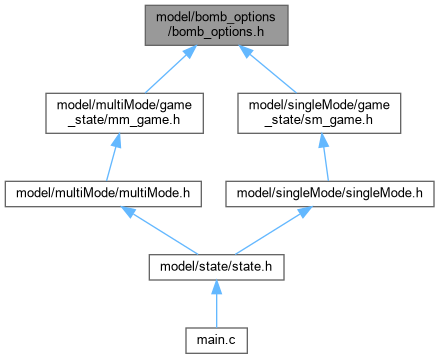 model/bomb_options
/bomb_options.h
model/multiMode/game
_state/mm_game.h
model/singleMode/game
_state/sm_game.h
model/multiMode/multiMode.h
model/singleMode/singleMode.h
model/state/state.h
main.c